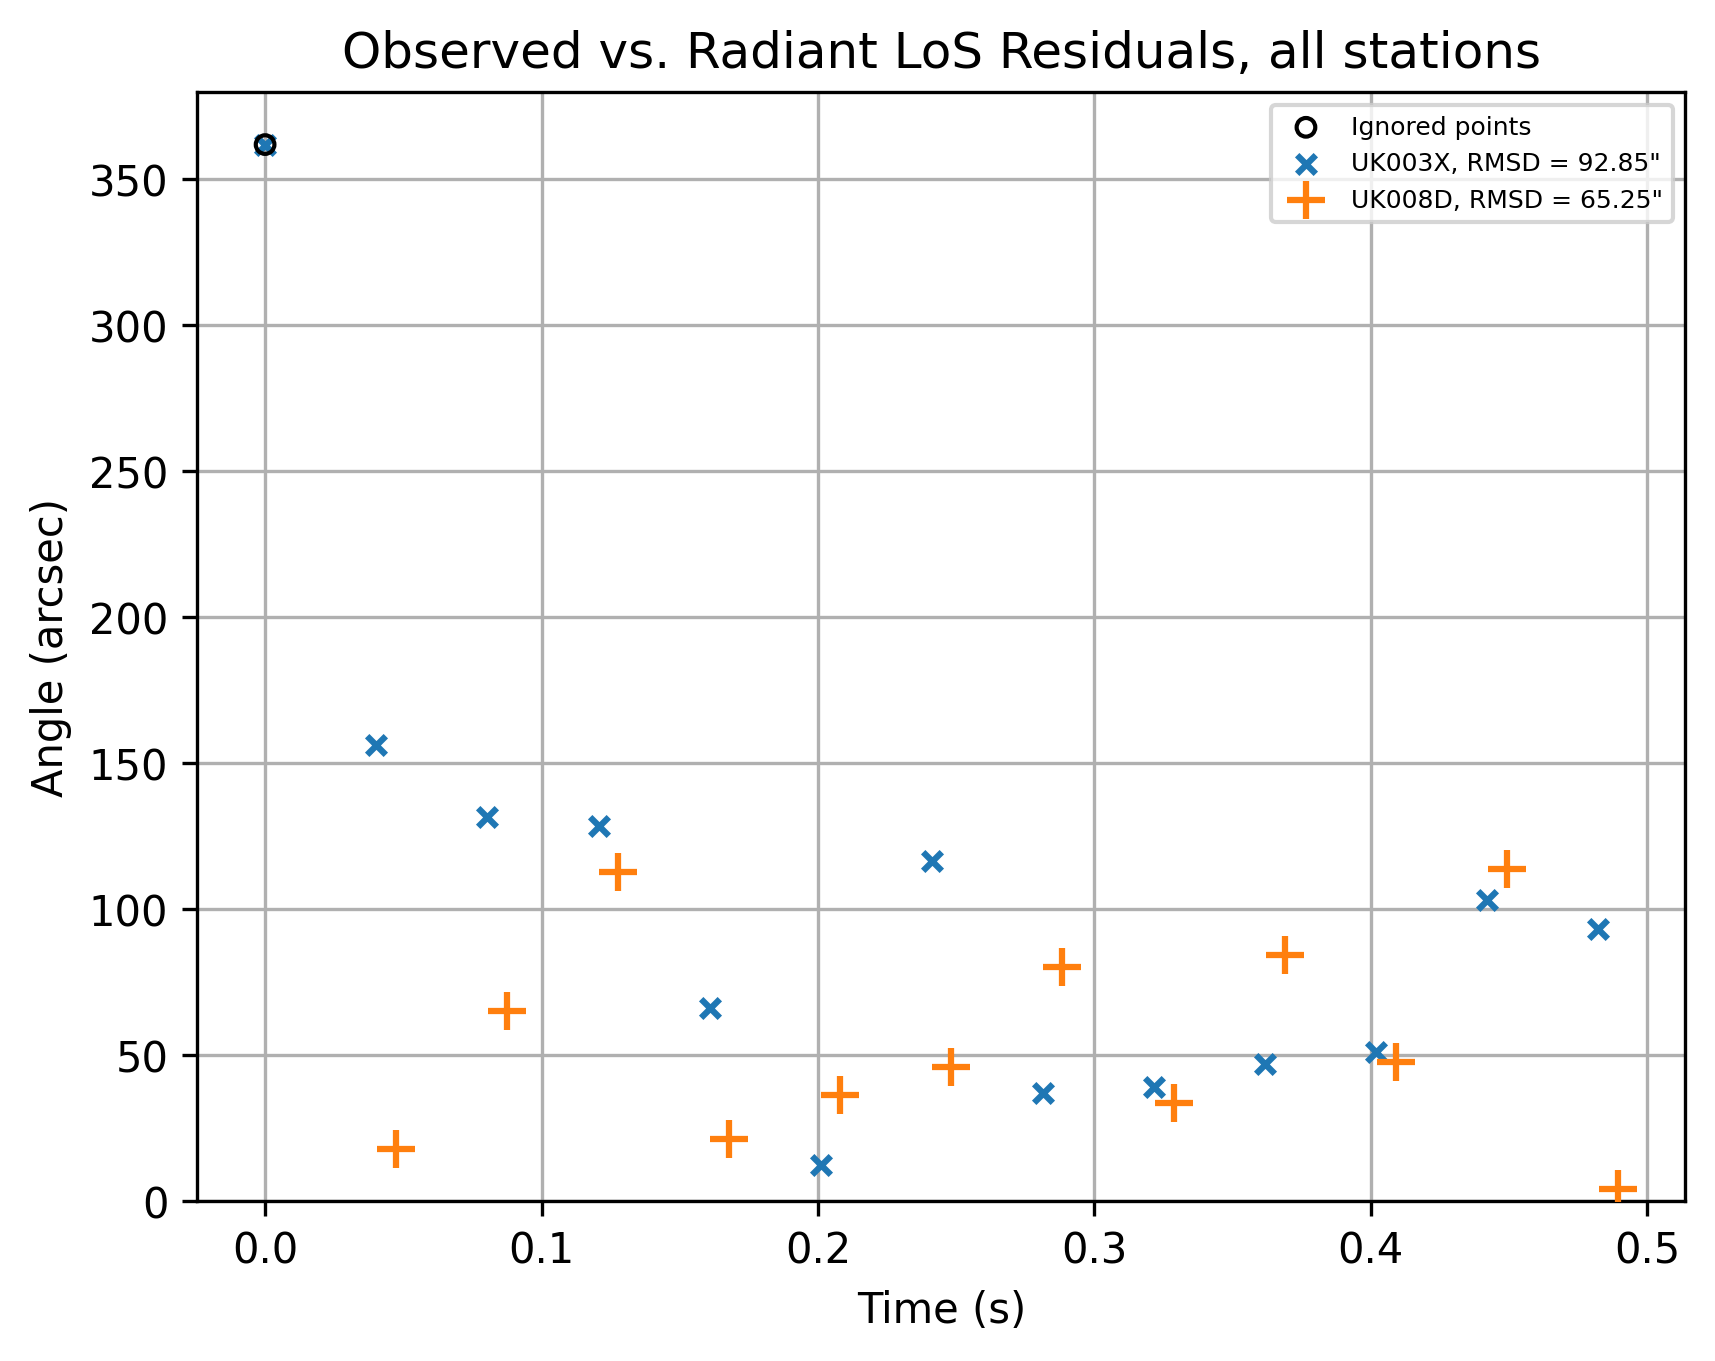 Observed vs. Radiant LoS Residuals, all stations
Ignored points
UK003X, RMSD = 92.85"
UK008D, RMSD = 65.25"
Angle (arcsec)
350
300
250
200
150
100
50
0
0.0 0.1 0.2 0.3 0.4 0.5
Time (s)